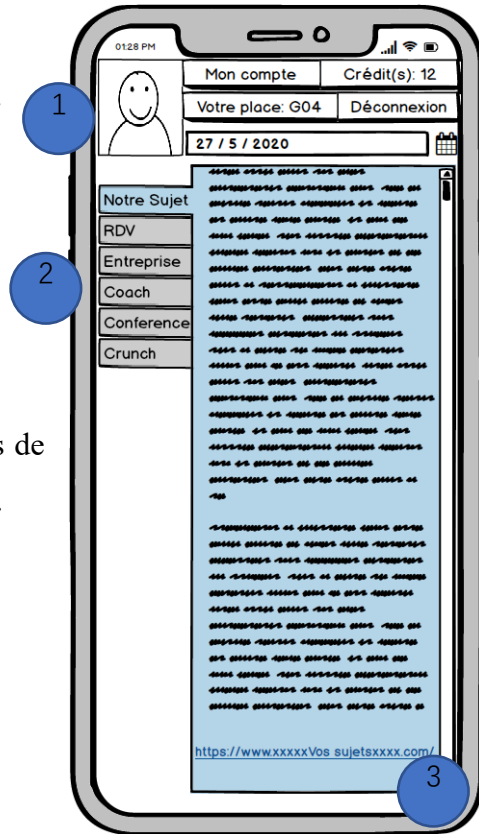 01:28 PM
Mon compte
Crédit(s): 12
Votre place: G04
Déconnexion
1
27 / 5 / 2020
Notre Sujet
RDV
Entreprise
2
Coach
Conference
Crunch
s de
https://www.xxxxxVos sujetsxxxx.com/
3